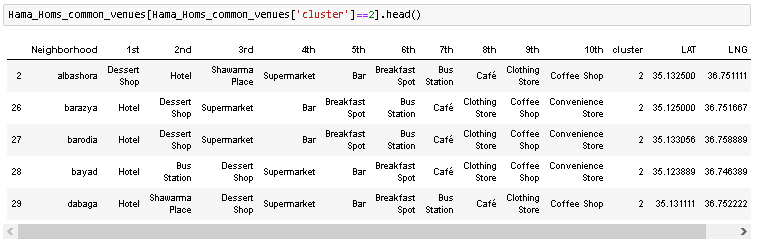 Hama_Homs_common_venues[Hama_Homs_common_venues['cluster']==2].head()
Neighborhood 1st 2nd 3rd 4th 5th 6th 7th 8th 9th 10th cluster LAT LNG
2 albashora Dessert Shop Hotel Shawarma Place Supermarket Bar Breakfast Spot Bus Station Café Clothing Store Coffee Shop 2 35.132500 36.751111
26 barazya Hotel Dessert Shop Supermarket Bar Breakfast Spot Bus Station Café Clothing Store Coffee Shop Convenience Store 2 35.125000 36.751667
27 barodia Hotel Dessert Shop Supermarket Bar Breakfast Spot Bus Station Café Clothing Store Coffee Shop Convenience Store 2 35.133056 36.758889
28 bayad Hotel Bus Station Dessert Shop Supermarket Bar Breakfast Spot Café Clothing Store Coffee Shop Convenience Store 2 35.123889 36.746389
29 dabaga Hotel Shawarma Place Dessert Shop Supermarket Bar Breakfast Spot Bus Station Café Clothing Store Coffee Shop 2 35.131111 36.752222